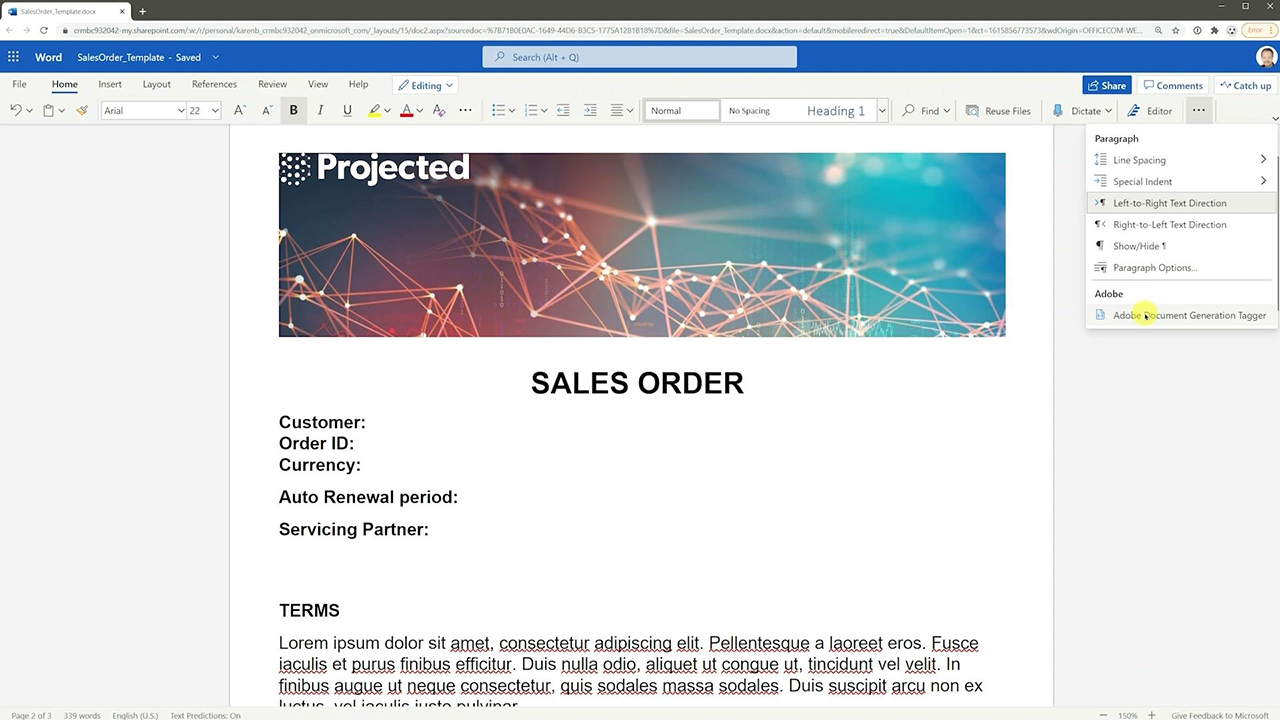 SalesOrder_Template.docx
crmbc932042-my.sharepoint.com/:w:/r/personal/karenb_crmbc932042_onmicrosoft_com/_layouts/15/doc2.aspx?sourcedoc=%7B71B0E0AC-1649-44D6-B3C5-1775A1281B18%7D&file=SalesOrder_Template.docx&action=default&mobileredirect=true&DefaultItemOpen=1&ct=1615856773573&wdOrigin=OFFICECOM-WE... Error
Word SalesOrder_Template - Saved Search (Alt + Q)
File Home Insert Layout References Review View Help Editing Share Comments Catch up
Arial 22 A A B I U A A Normal No Spacing Heading 1 Find Reuse Files Dictate Editor
Paragraph
Line Spacing
Special Indent
Left-to-Right Text Direction
Right-to-Left Text Direction
Show/Hide ¶
Paragraph Options...
Adobe
Adobe Document Generation Tagger
Projected
SALES ORDER
Customer:
Order ID:
Currency:
Auto Renewal period:
Servicing Partner:
TERMS
Lorem ipsum dolor sit amet, consectetur adipiscing elit. Pellentesque a laoreet eros. Fusce
iaculis et purus finibus efficitur. Duis nulla odio, aliquet ut congue ut, tincidunt vel velit. In
finibus augue ut neque consectetur, quis sodales massa sodales. Duis suscipit arcu non ex
luctus, vel iaculis justo pulvinar.
Page 2 of 3 339 words English (U.S.) Text Predictions: On 150% Give Feedback to Microsoft